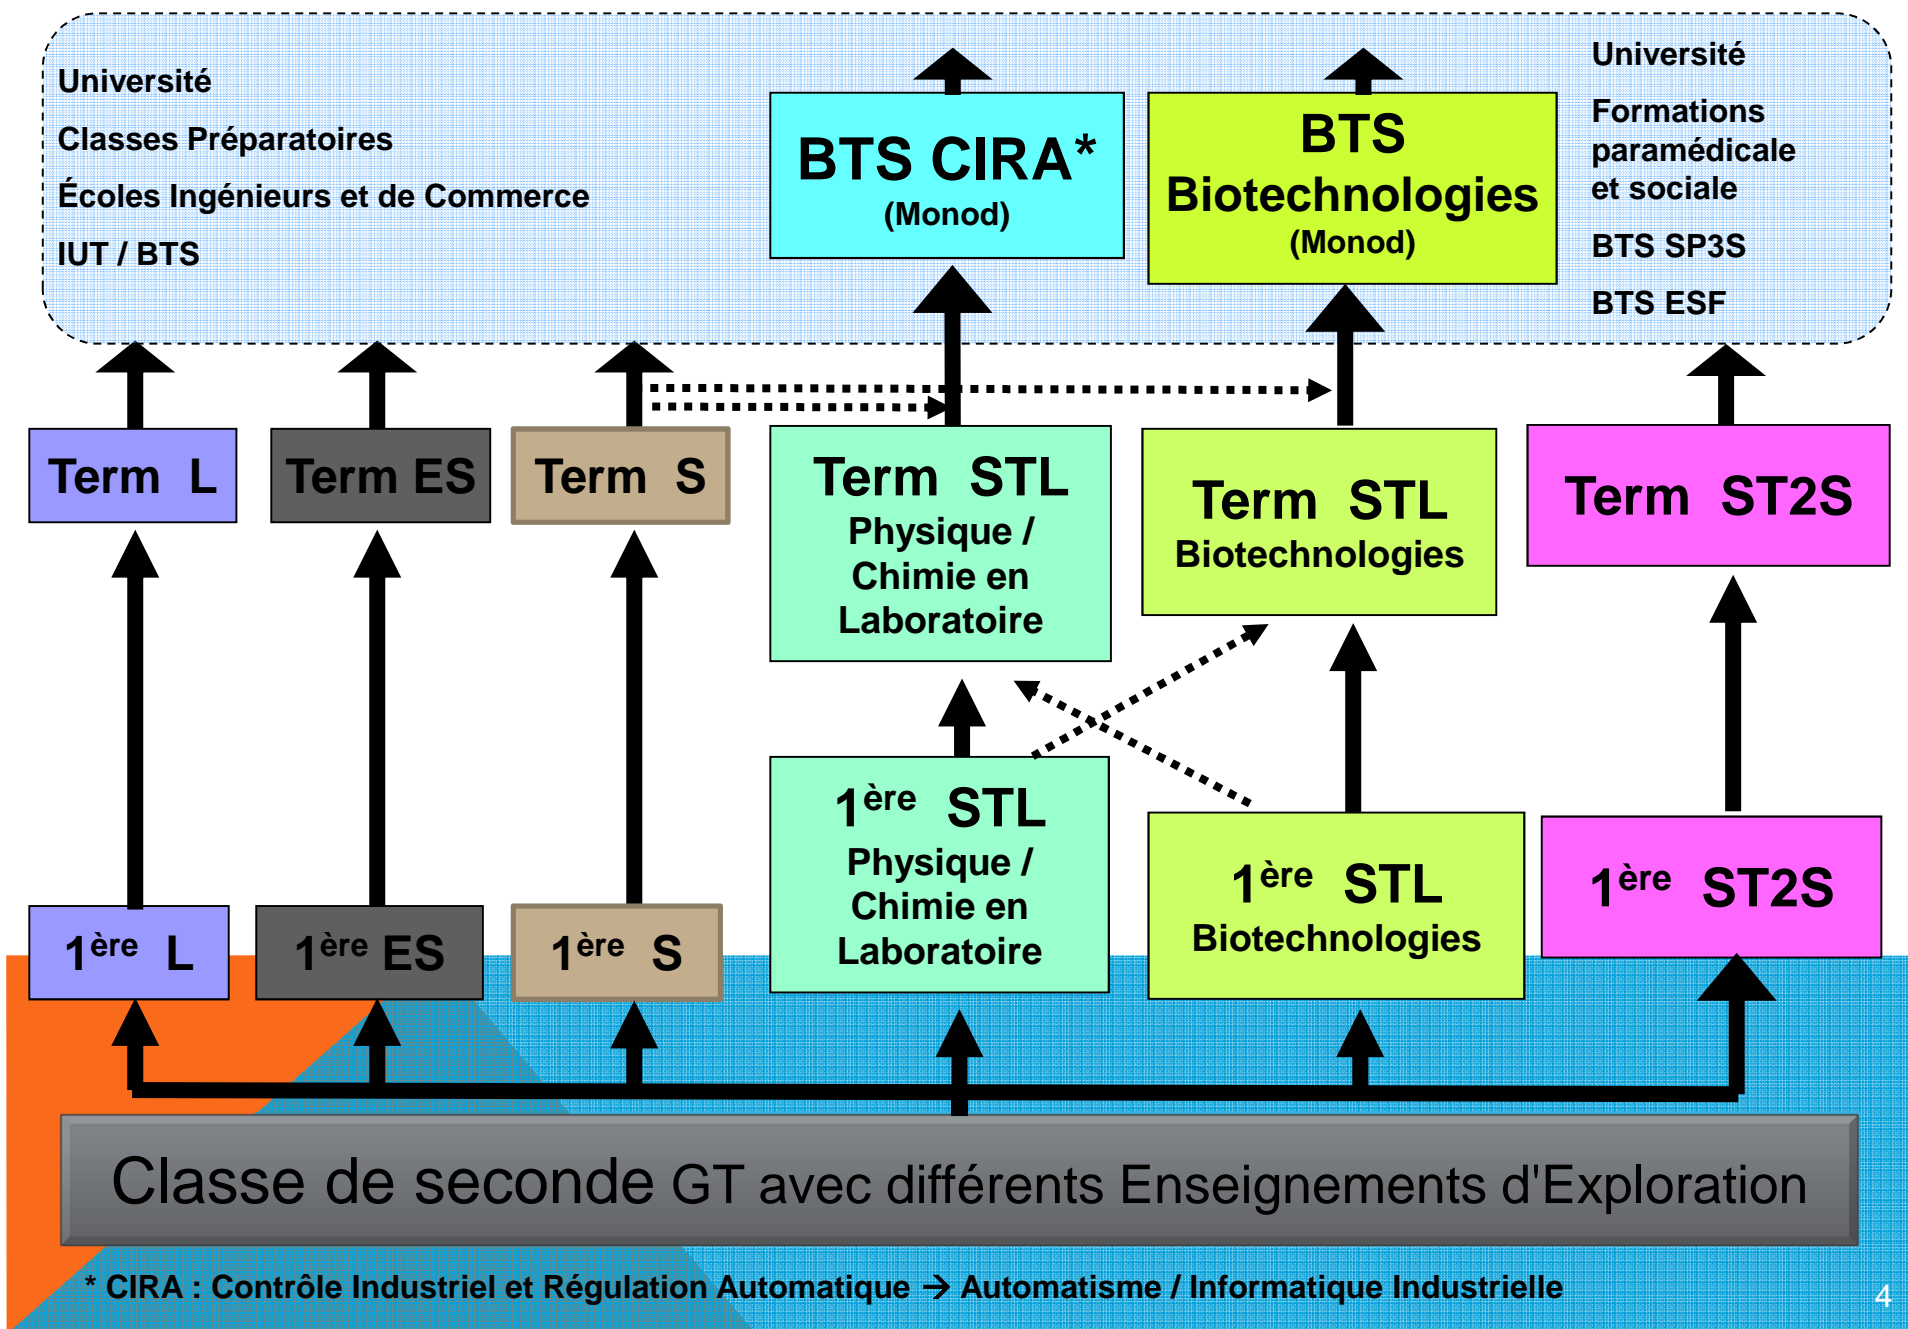 Université
Classes Préparatoires
Écoles Ingénieurs et de Commerce
IUT / BTS
BTS CIRA*
(Monod)
BTS
Biotechnologies
(Monod)
Université
Formations
paramédicale
et sociale
BTS SP3S
BTS ESF
Term L
Term ES
Term S
Term STL
Physique /
Chimie en
Laboratoire
Term STL
Biotechnologies
Term ST2S
1ère L
1ère ES
1ère S
1ère STL
Physique /
Chimie en
Laboratoire
1ère STL
Biotechnologies
1ère ST2S
Classe de seconde GT avec différents Enseignements d'Exploration
* CIRA : Contrôle Industriel et Régulation Automatique → Automatisme / Informatique Industrielle
4